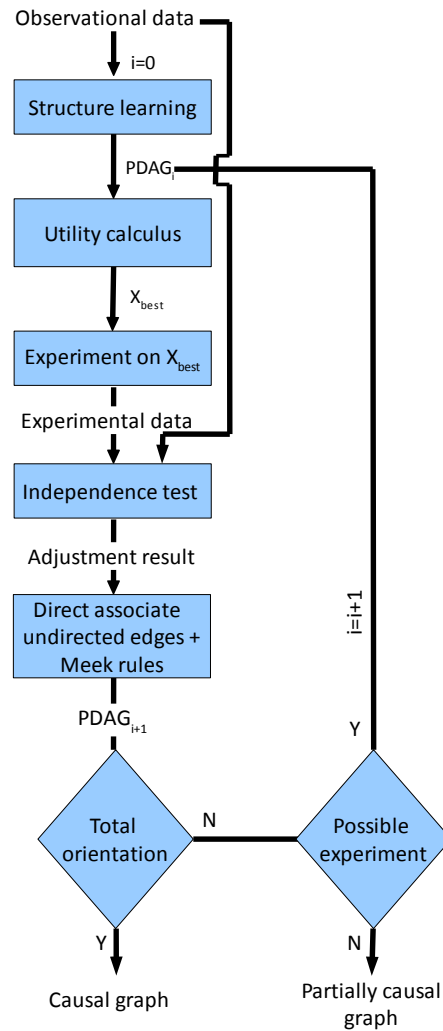 Observational data
i=0
Structure learning
PDAG_i
Utility calculus
X_best
Experiment on X_best
Experimental data
Independence test
Adjustment result
Direct associate
undirected edges +
Meek rules
i=i+1
PDAG_i+1
Y
N
Total
orientation
Possible
experiment
Y
N
Causal graph
Partially causal
graph